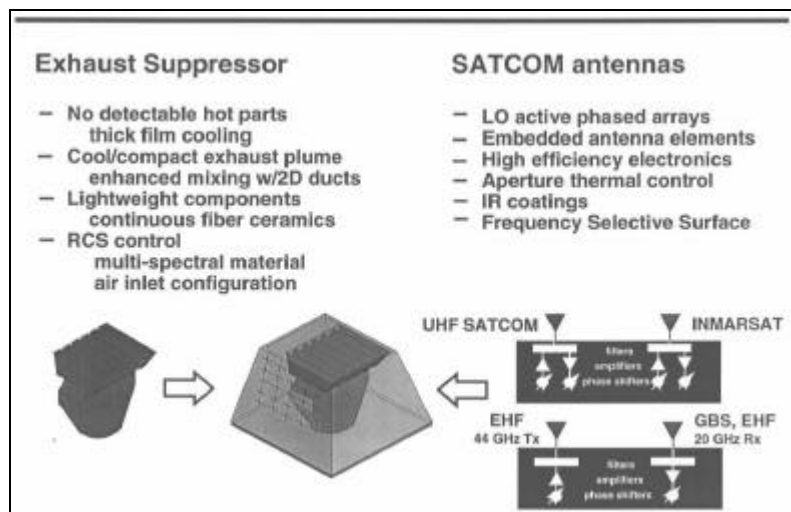 Exhaust Suppressor
– No detectable hot parts
thick film cooling
– Cool/compact exhaust plume
enhanced mixing w/2D ducts
– Lightweight components
continuous fiber ceramics
– RCS control
multi-spectral material
air inlet configuration
SATCOM antennas
– LO active phased arrays
– Embedded antenna elements
– High efficiency electronics
– Aperture thermal control
– IR coatings
– Frequency Selective Surface
UHF SATCOM
INMARSAT
filters
amplifiers
phase shifters
EHF
44 GHz Tx
GBS, EHF
20 GHz Rx
filters
amplifiers
phase shifters